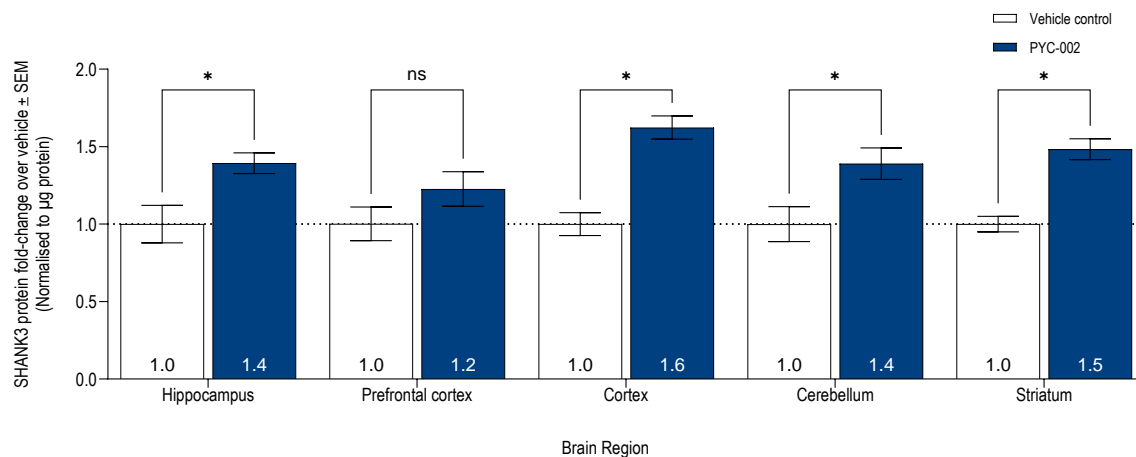 Vehicle control
PYC-002
SHANK3 protein fold-change over vehicle ± SEM
(Normalised to µg protein)
2.0
1.5
1.0
0.5
0.0
* ns * * *
1.0 1.4 1.0 1.2 1.0 1.6 1.0 1.4 1.0 1.5
Hippocampus Prefrontal cortex Cortex Cerebellum Striatum
Brain Region